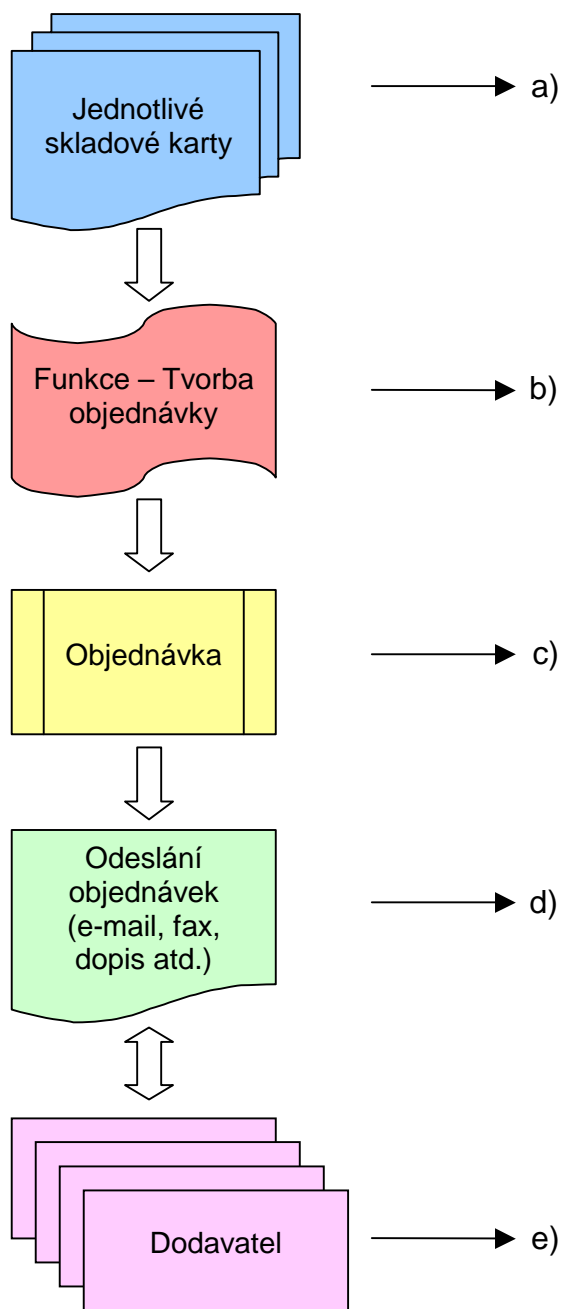 Jednotlivé
skladové karty
a)
Funkce – Tvorba
objednávky
b)
Objednávka
c)
Odeslání
objednávek
(e-mail, fax,
dopis atd.)
d)
Dodavatel
e)